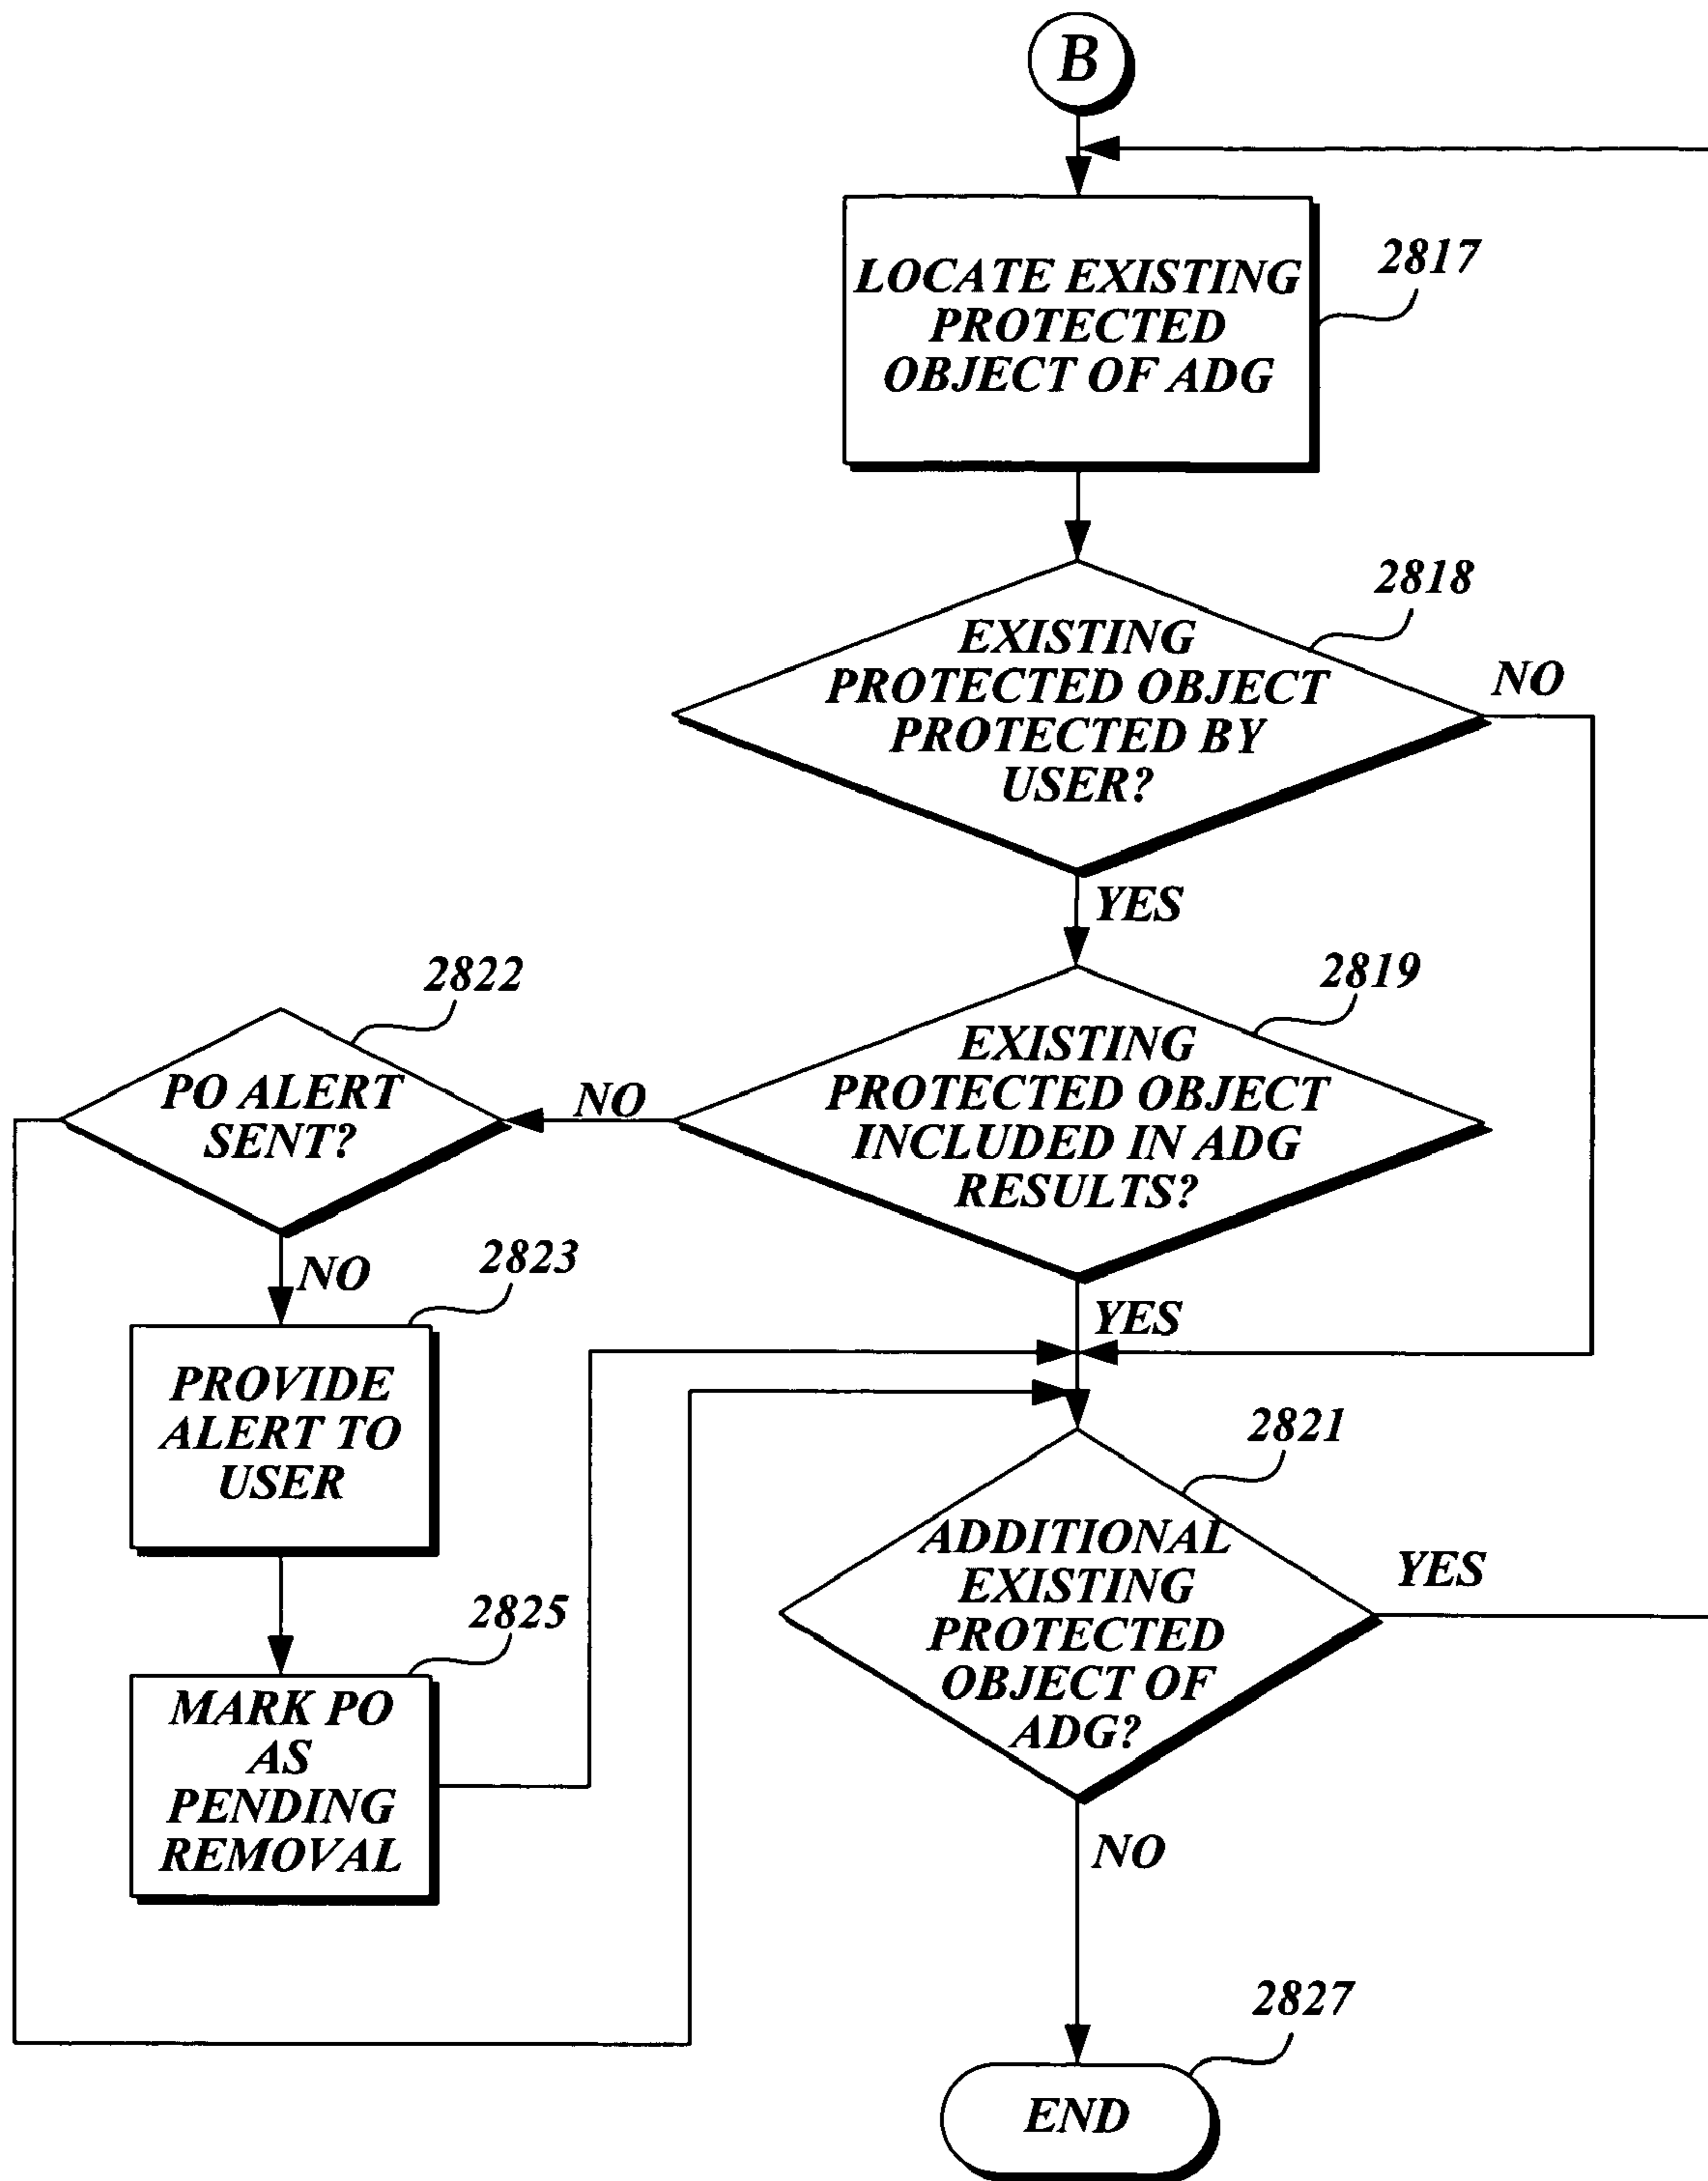 B
LOCATE EXISTING
PROTECTED
OBJECT OF ADG
2817
EXISTING
PROTECTED OBJECT
PROTECTED BY
USER?
2818
NO
YES
EXISTING
PROTECTED OBJECT
INCLUDED IN ADG
RESULTS?
2819
NO
YES
PO ALERT
SENT?
2822
NO
PROVIDE
ALERT TO
USER
2823
MARK PO
AS
PENDING
REMOVAL
2825
ADDITIONAL
EXISTING
PROTECTED
OBJECT OF
ADG?
2821
YES
NO
END
2827